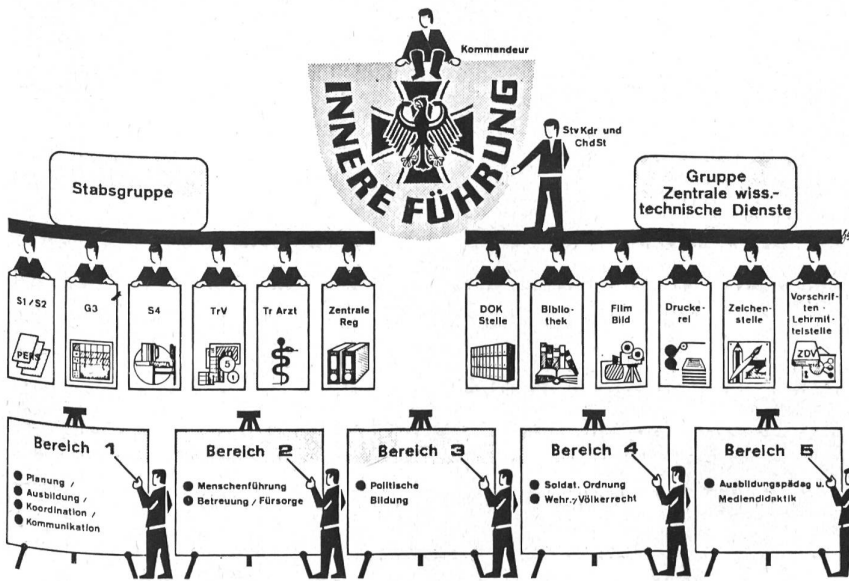 Kommandeur
INNERE FÜHRUNG
StvKdr und
ChdSt
Stabsgruppe
Gruppe
Zentrale wiss.-
technische Dienste
S1/S2
PERS
G3
S4
TrV
5
Tr Arzt
Zentrale
Reg
DOK
Stelle
Biblio-
thek
Film
Bild
Drucke-
rei
Zeichen-
stelle
Vorschrif-
ten -
Lehrmit-
telstelle
ZDV
Bereich 1
Planung /
Ausbildung /
Koordination /
Kommunikation
Bereich 2
Menschenführung
Betreuung / Fürsorge
Bereich 3
Politische
Bildung
Bereich 4
Soldat. Ordnung
Wehr-/Völkerrecht
Bereich 5
Ausbildungspädag u.
Mediendidaktik